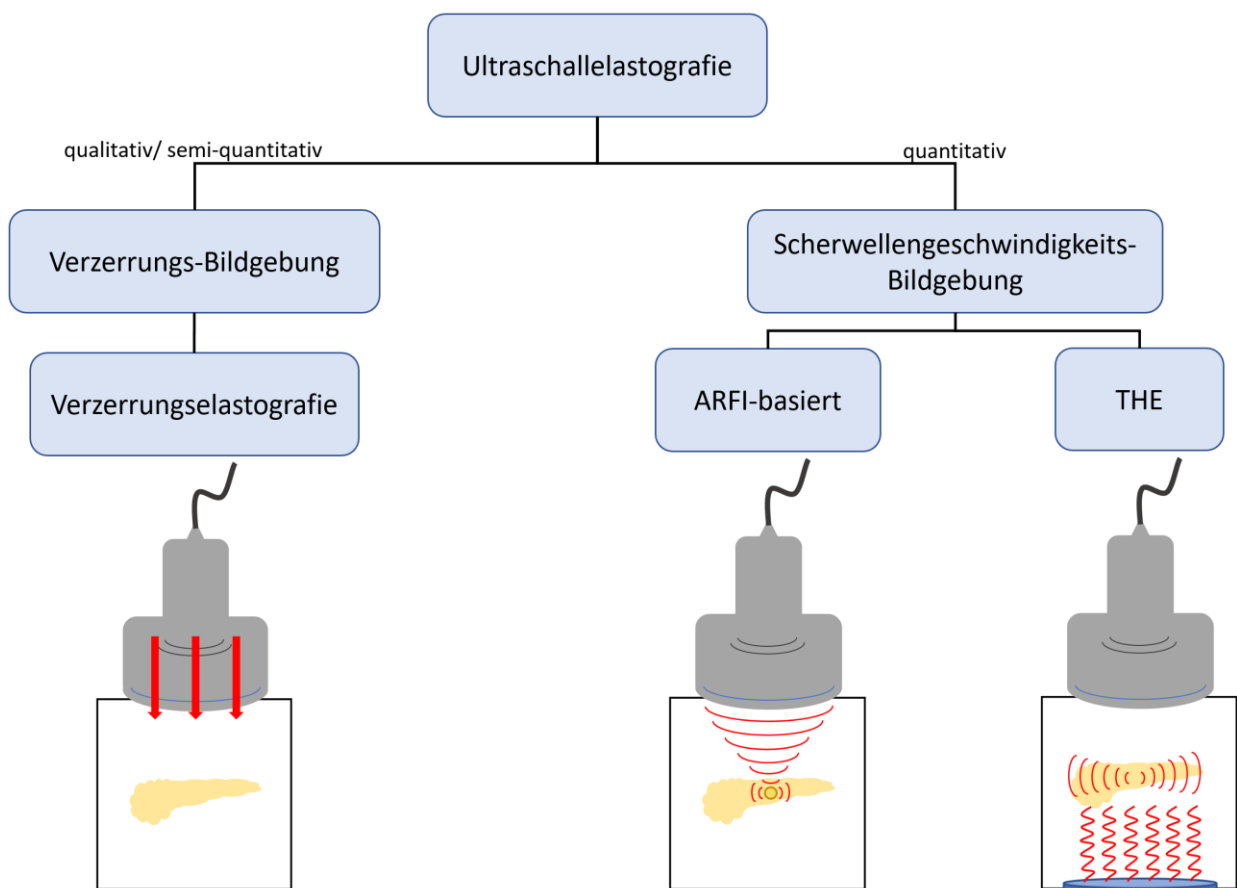 Ultraschallelastografie
qualitativ/ semi-quantitativ
quantitativ
Verzerrungs-Bildgebung
Scherwellengeschwindigkeits-
Bildgebung
Verzerrungselastografie
ARFI-basiert
THE